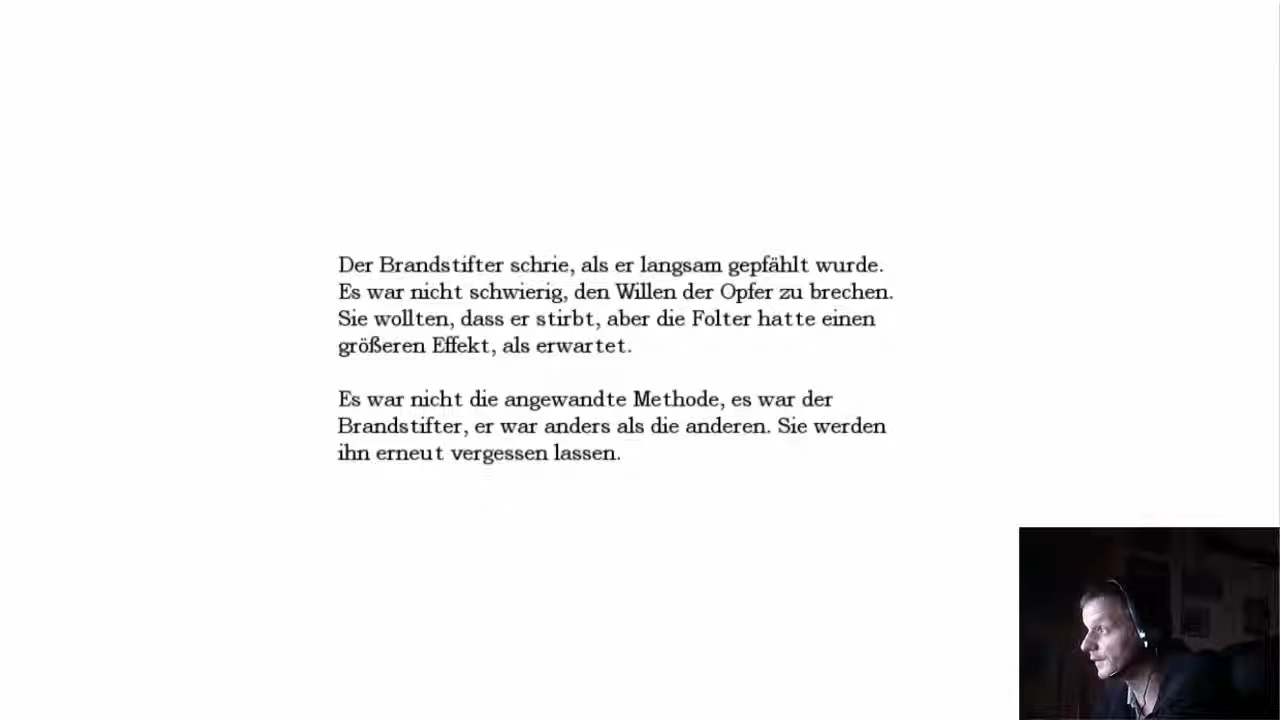 Der Brandstifter schrie, als er langsam gepfählt wurde.
Es war nicht schwierig, den Willen der Opfer zu brechen.
Sie wollten, dass er stirbt, aber die Folter hatte einen
größeren Effekt, als erwartet.
Es war nicht die angewandte Methode, es war der
Brandstifter, er war anders als die anderen. Sie werden
ihn erneut vergessen lassen.